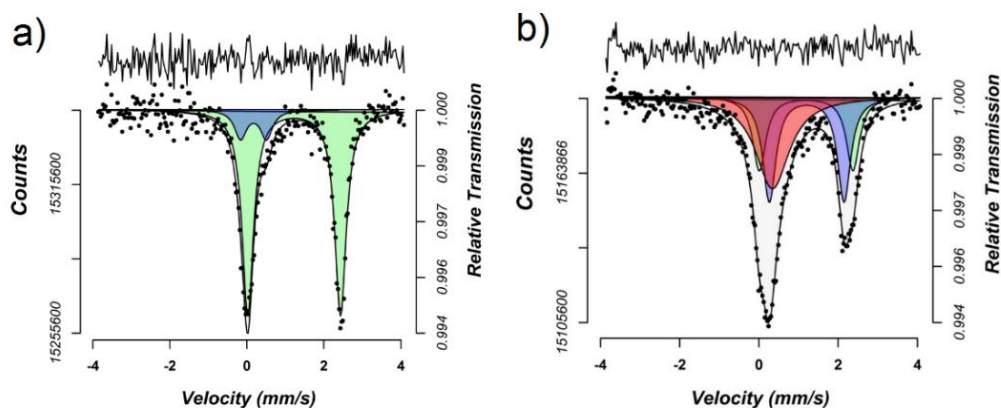 a)
Counts
15315600
15255600
1.000
0.999
0.997
0.996
0.994
Relative Transmission
-4 -2 0 2 4
Velocity (mm/s)
b)
Counts
15163866
15105600
1.000
0.999
0.997
0.996
0.994
Relative Transmission
-4 -2 0 2 4
Velocity (mm/s)